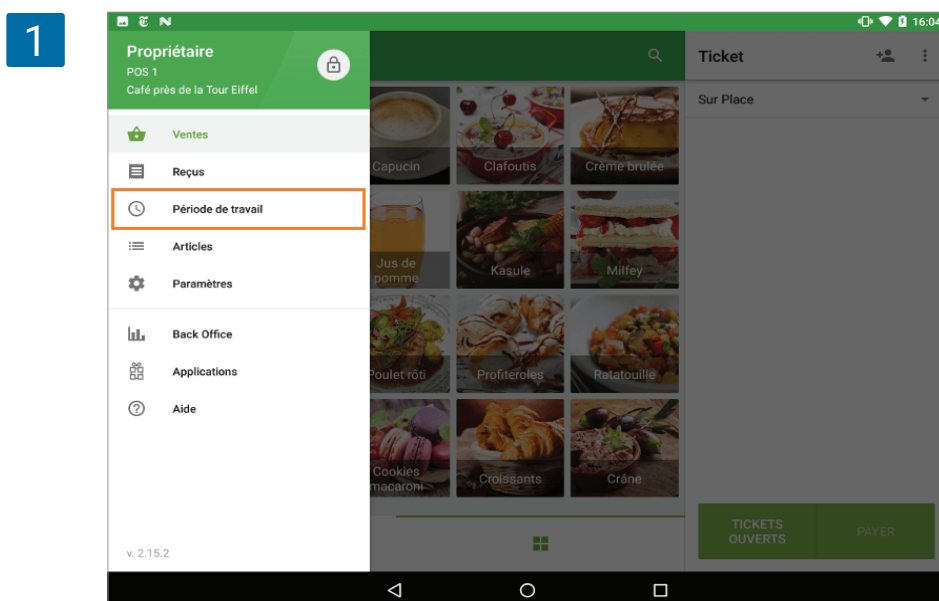 1
16:04
Propriétaire
POS 1
Café près de la Tour Eiffel
Ticket
Sur Place
Ventes
Reçus
Période de travail
Articles
Paramètres
Back Office
Applications
Aide
v. 2.15.2
Capucin
Clafoutis
Crème brulée
Jus de
pomme
Kasule
Milfey
Poulet rôti
Profiteroles
Ratatouille
Cookies
macaroni
Croissants
Crâne
TICKETS
OUVERTS
PAYER